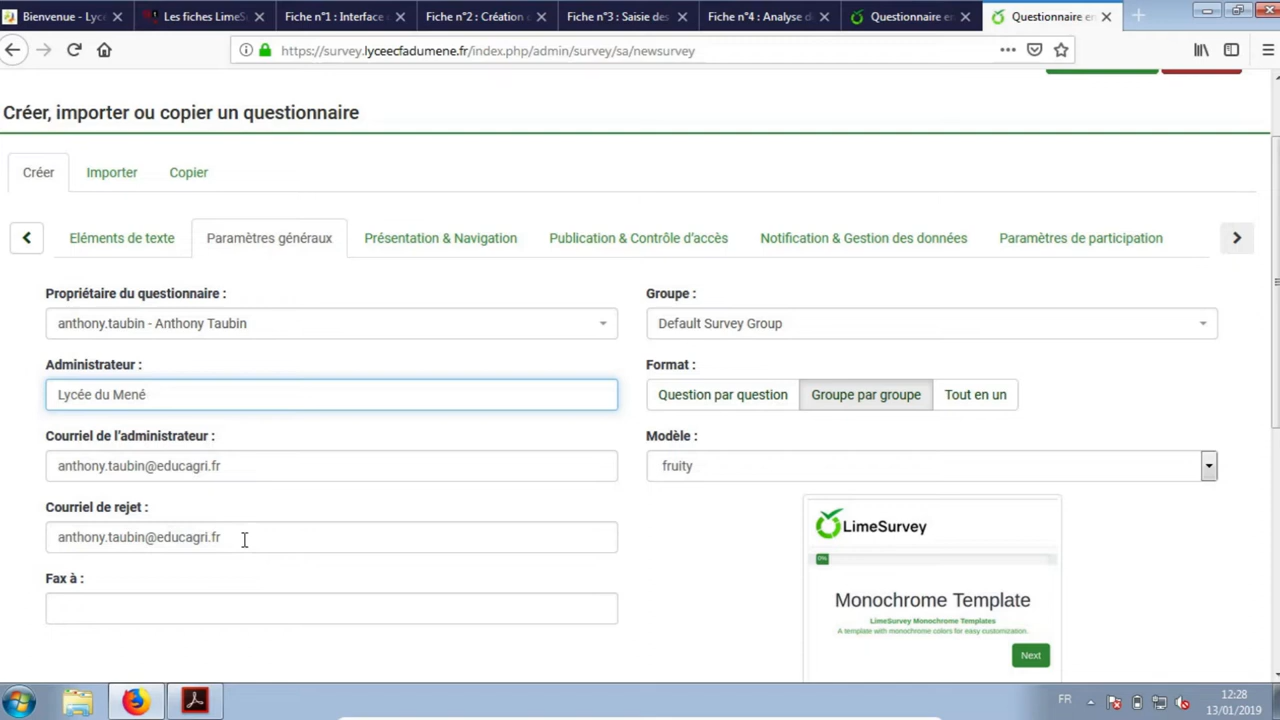 Bienvenue - Lyc
Les fiches LimeS
Fiche n°1 : Interface
Fiche n°2 : Création
Fiche n°3 : Saisie des
Fiche n°4 : Analyse d
Questionnaire en
Questionnaire en
https://survey.lyceecfadumene.fr/index.php/admin/survey/sa/newsurvey
Créer, importer ou copier un questionnaire
Créer
Importer
Copier
Eléments de texte
Paramètres généraux
Présentation & Navigation
Publication & Contrôle d'accès
Notification & Gestion des données
Paramètres de participation
Propriétaire du questionnaire :
Groupe :
anthony.taubin - Anthony Taubin
Default Survey Group
Administrateur :
Format :
Lycée du Mené
Question par question
Groupe par groupe
Tout en un
Courriel de l'administrateur :
Modèle :
anthony.taubin@educagri.fr
fruity
Courriel de rejet :
LimeSurvey
anthony.taubin@educagri.fr
0%
Fax à :
Monochrome Template
LimeSurvey Monochrome Templates
A template with monochrome colors for easy customization.
Next
FR
12:28
13/01/2019